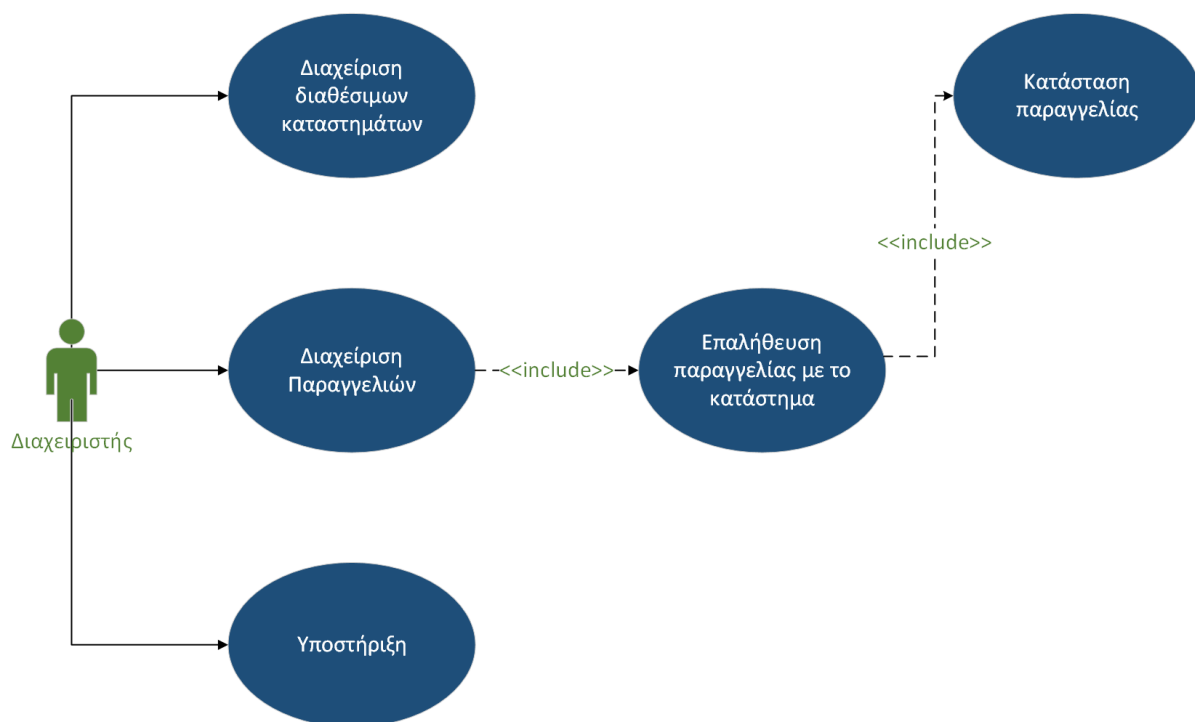 Διαχείριση
διαθέσιμων
καταστημάτων
Κατάσταση
παραγγελίας
<<include>>
Διαχείριση
Παραγγελιών
<<include>>
Επαλήθευση
παραγγελίας με το
κατάστημα
Διαχειριστής
Υποστήριξη